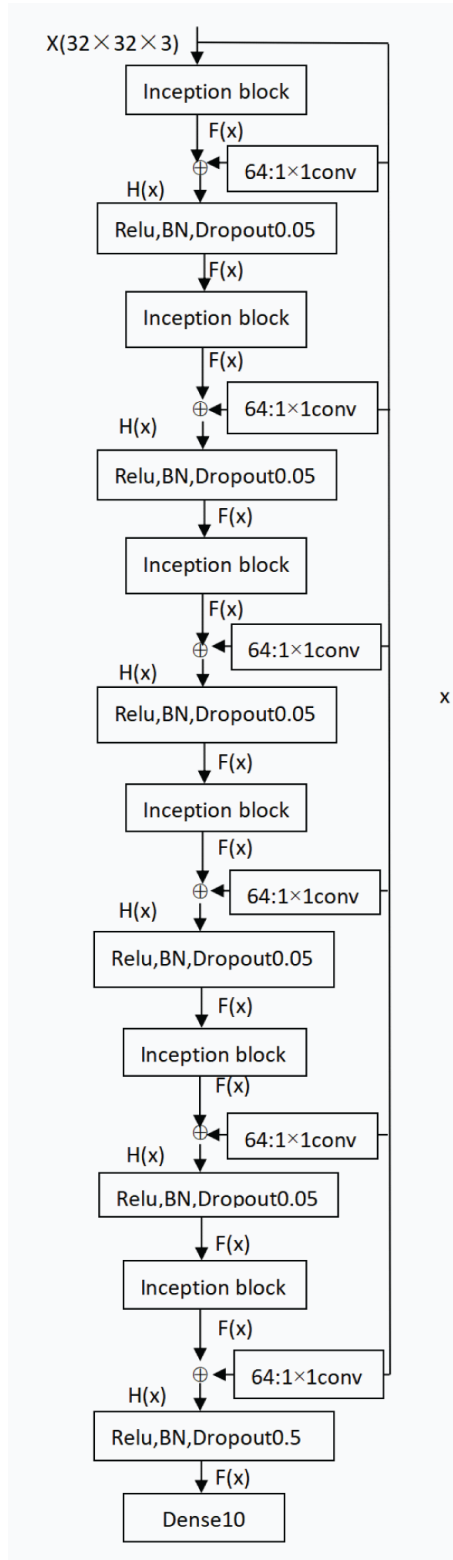 X(32×32×3)
Inception block
F(x)
64:1×1conv
H(x)
Relu,BN,Dropout0.05
F(x)
Inception block
F(x)
64:1×1conv
H(x)
Relu,BN,Dropout0.05
F(x)
Inception block
F(x)
64:1×1conv
H(x)
Relu,BN,Dropout0.05
x
F(x)
Inception block
F(x)
64:1×1conv
H(x)
Relu,BN,Dropout0.05
F(x)
Inception block
F(x)
64:1×1conv
H(x)
Relu,BN,Dropout0.05
F(x)
Inception block
F(x)
64:1×1conv
H(x)
Relu,BN,Dropout0.5
F(x)
Dense10